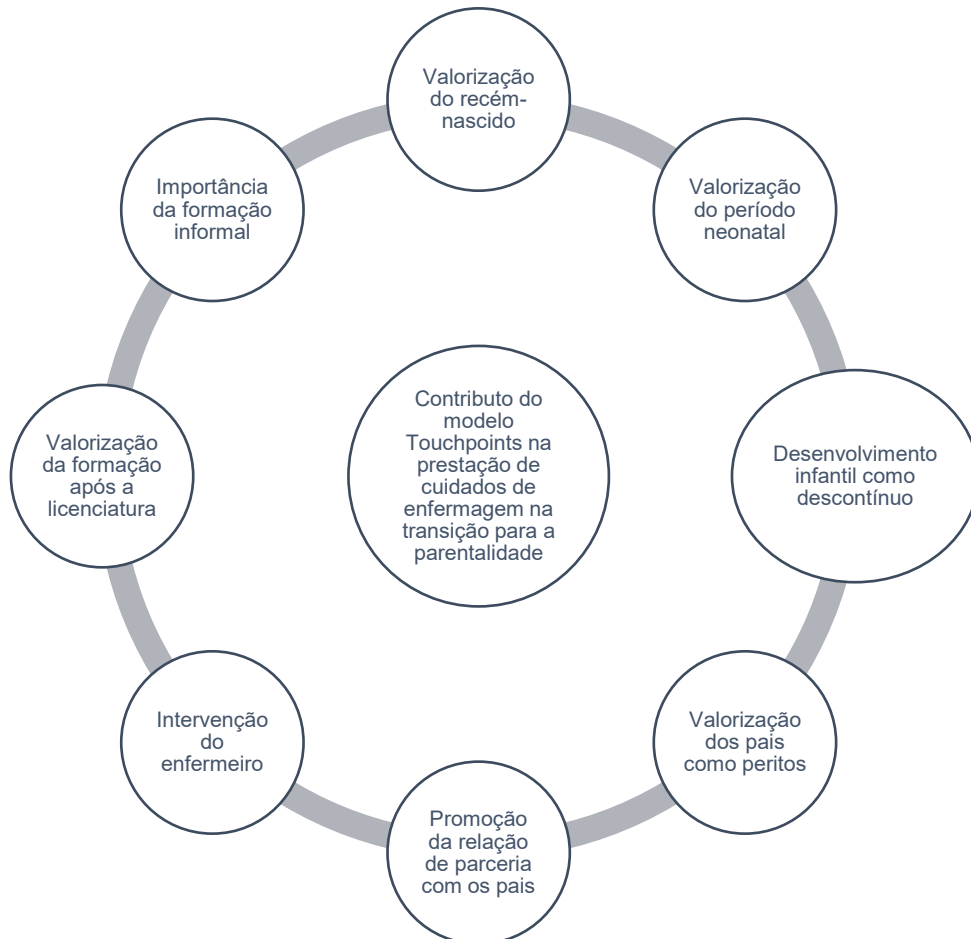 Valorização
do recém-
nascido
Valorização
do período
neonatal
Desenvolvimento
infantil como
descontínuo
Valorização
dos pais
como peritos
Promoção
da relação
de parceria
com os pais
Intervenção
do
enfermeiro
Valorização
da formação
após a
licenciatura
Importância
da formação
informal
Contributo do
modelo
Touchpoints na
prestação de
cuidados de
enfermagem na
transição para a
parentalidade